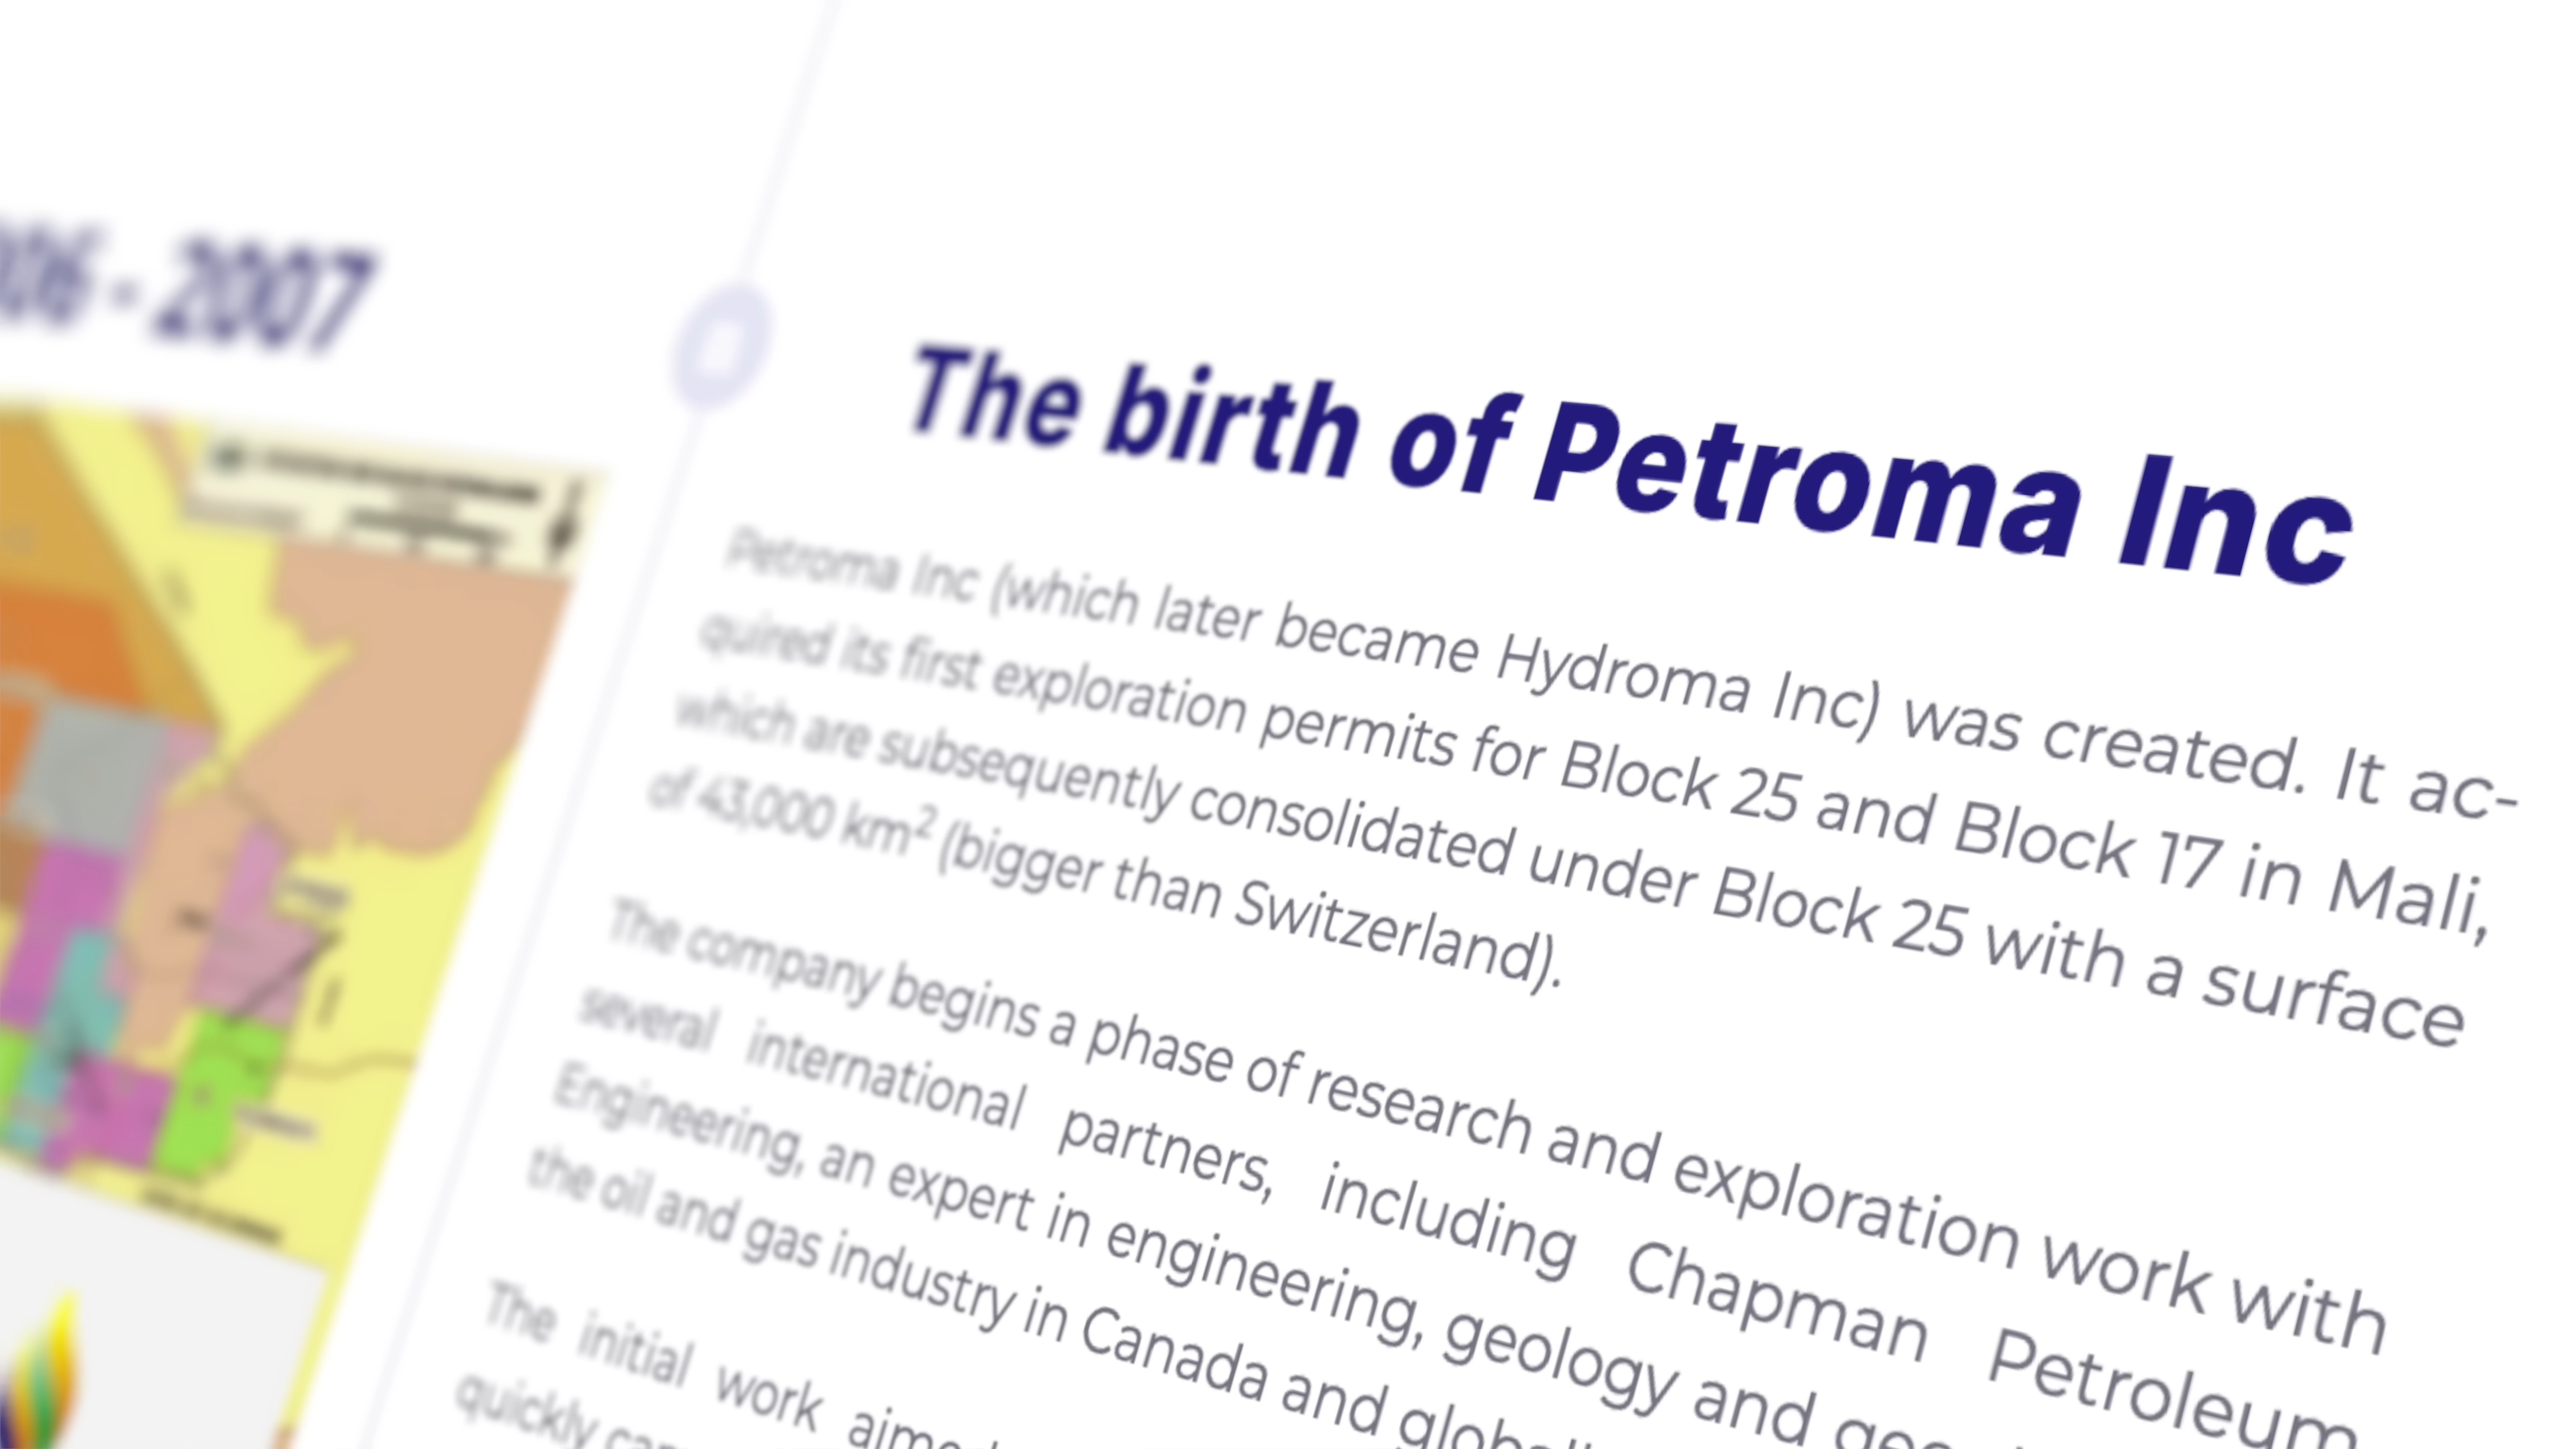 - 2007
The birth of Petroma Inc
Petroma Inc (which later became Hydroma Inc) was created. It ac-
quired its first exploration permits for Block 25 and Block 17 in Mali,
which are subsequently consolidated under Block 25 with a surface
of 43,000 km² (bigger than Switzerland).
The company begins a phase of research and exploration work with
several international partners, including Chapman Petroleum
Engineering, an expert in engineering, geology and
the oil and gas industry in Canada and
The initial work
quickly